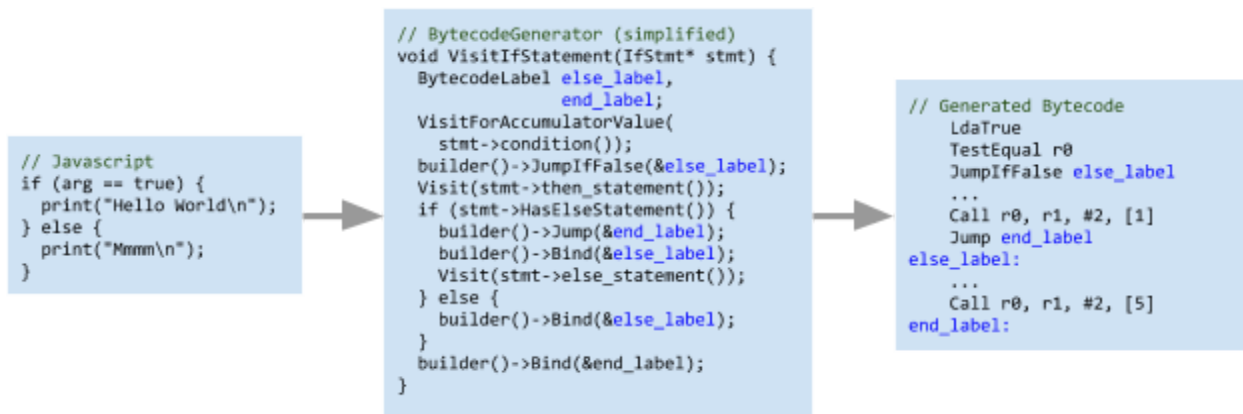 // Javascript
if (arg == true) {
  print("Hello World\n");
} else {
  print("Mmmm\n");
}
// BytecodeGenerator (simplified)
void VisitIfStatement(IfStmt* stmt) {
  BytecodeLabel else_label,
                end_label;
  VisitForAccumulatorValue(
    stmt->condition());
  builder()->JumpIfFalse(&else_label);
  Visit(stmt->then_statement());
  if (stmt->HasElseStatement()) {
    builder()->Jump(&end_label);
    builder()->Bind(&else_label);
    Visit(stmt->else_statement());
  } else {
    builder()->Bind(&else_label);
  }
  builder()->Bind(&end_label);
}
// Generated Bytecode
    LdaTrue
    TestEqual r0
    JumpIfFalse else_label
    ...
    Call r0, r1, #2, [1]
    Jump end_label
else_label:
    ...
    Call r0, r1, #2, [5]
end_label: